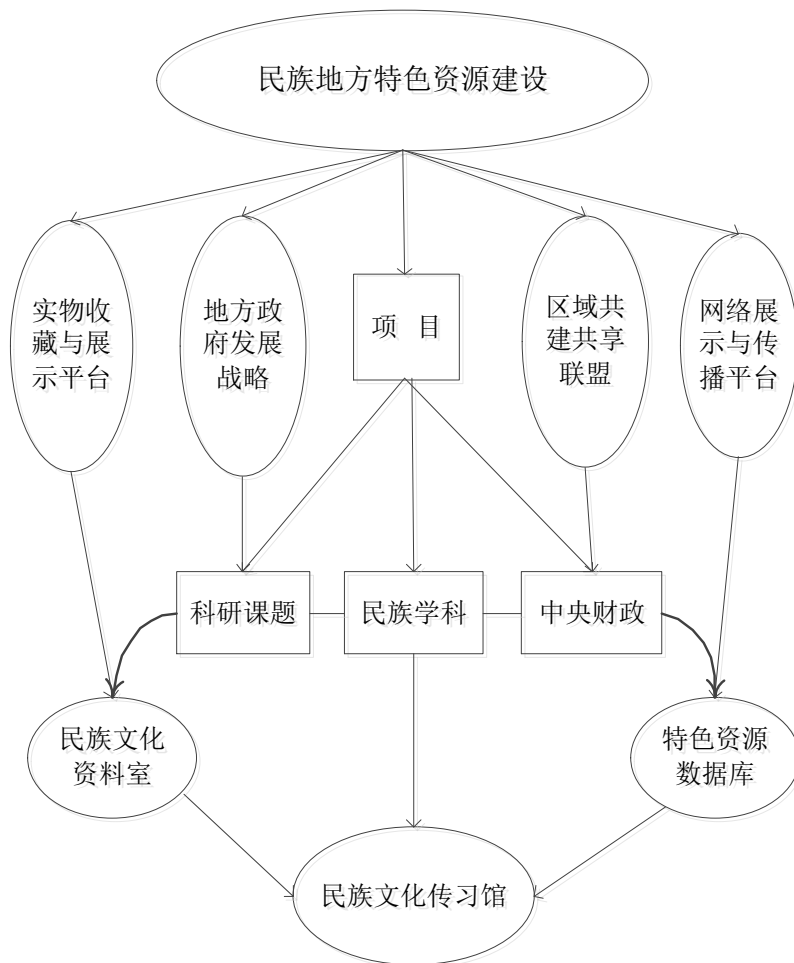 民族地方特色资源建设
实物收
藏与展
示平台
地方政
府发展
战略
项 目
区域共
建共享
联盟
网络展
示与传
播平台
科研课题
民族学科
中央财政
民族文化
资料室
特色资源
数据库
民族文化传习馆